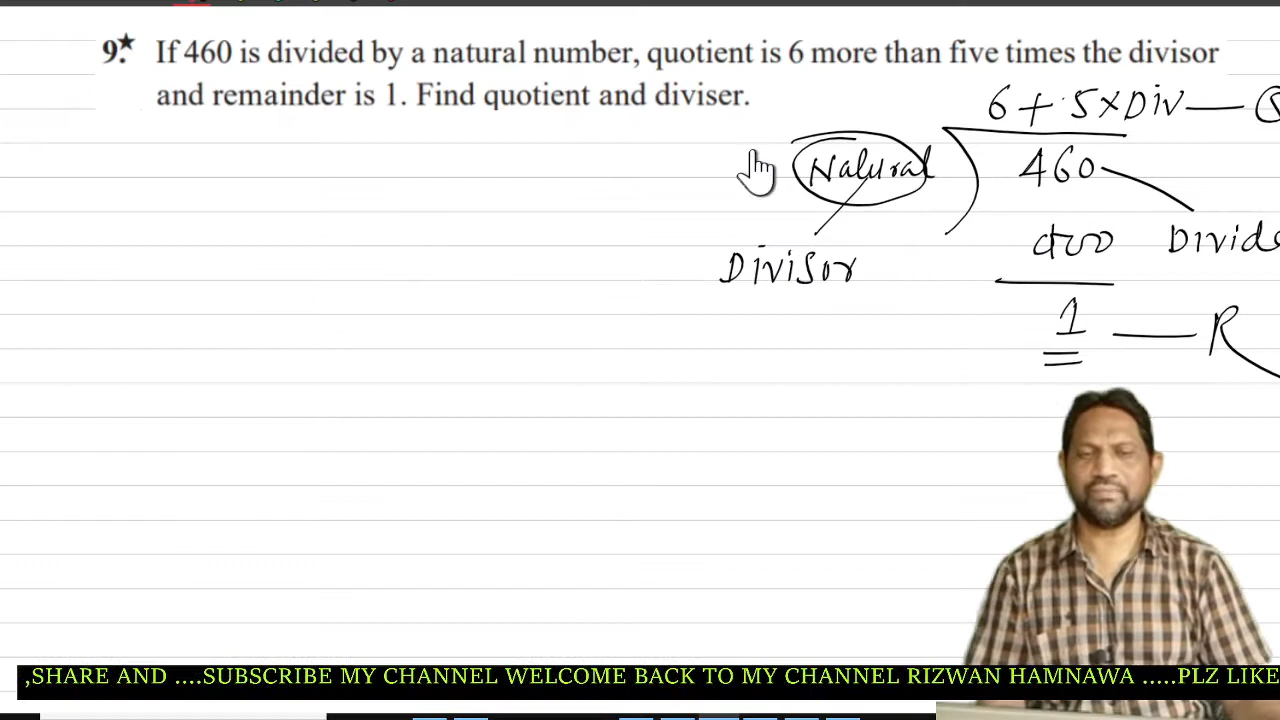 9.★ If 460 is divided by a natural number, quotient is 6 more than five times the divisor
and remainder is 1. Find quotient and diviser.
6 + 5 × Div —
Natural ) 460
Divisor
1 — R
,SHARE AND ....SUBSCRIBE MY CHANNEL WELCOME BACK TO MY CHANNEL RIZWAN HAMNAWA .....PLZ LIKE